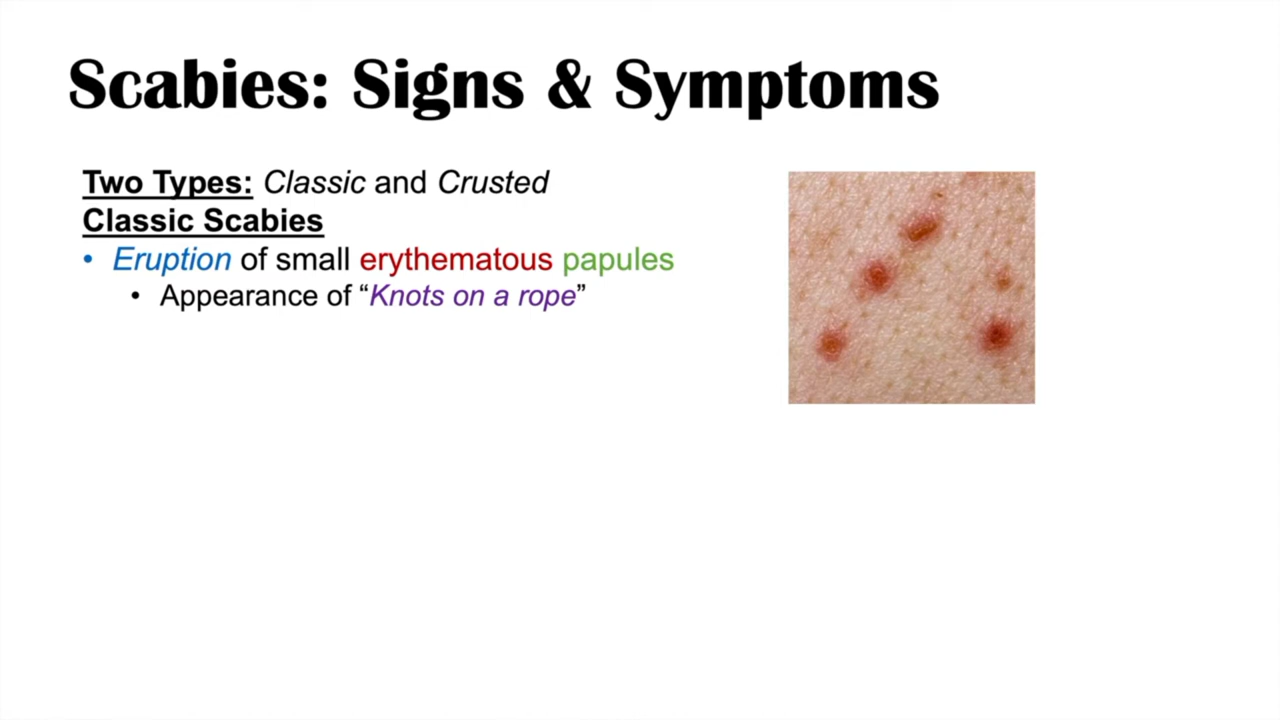 Scabies: Signs & Symptoms
Two Types: Classic and Crusted
Classic Scabies
• Eruption of small erythematous papules
• Appearance of “Knots on a rope”